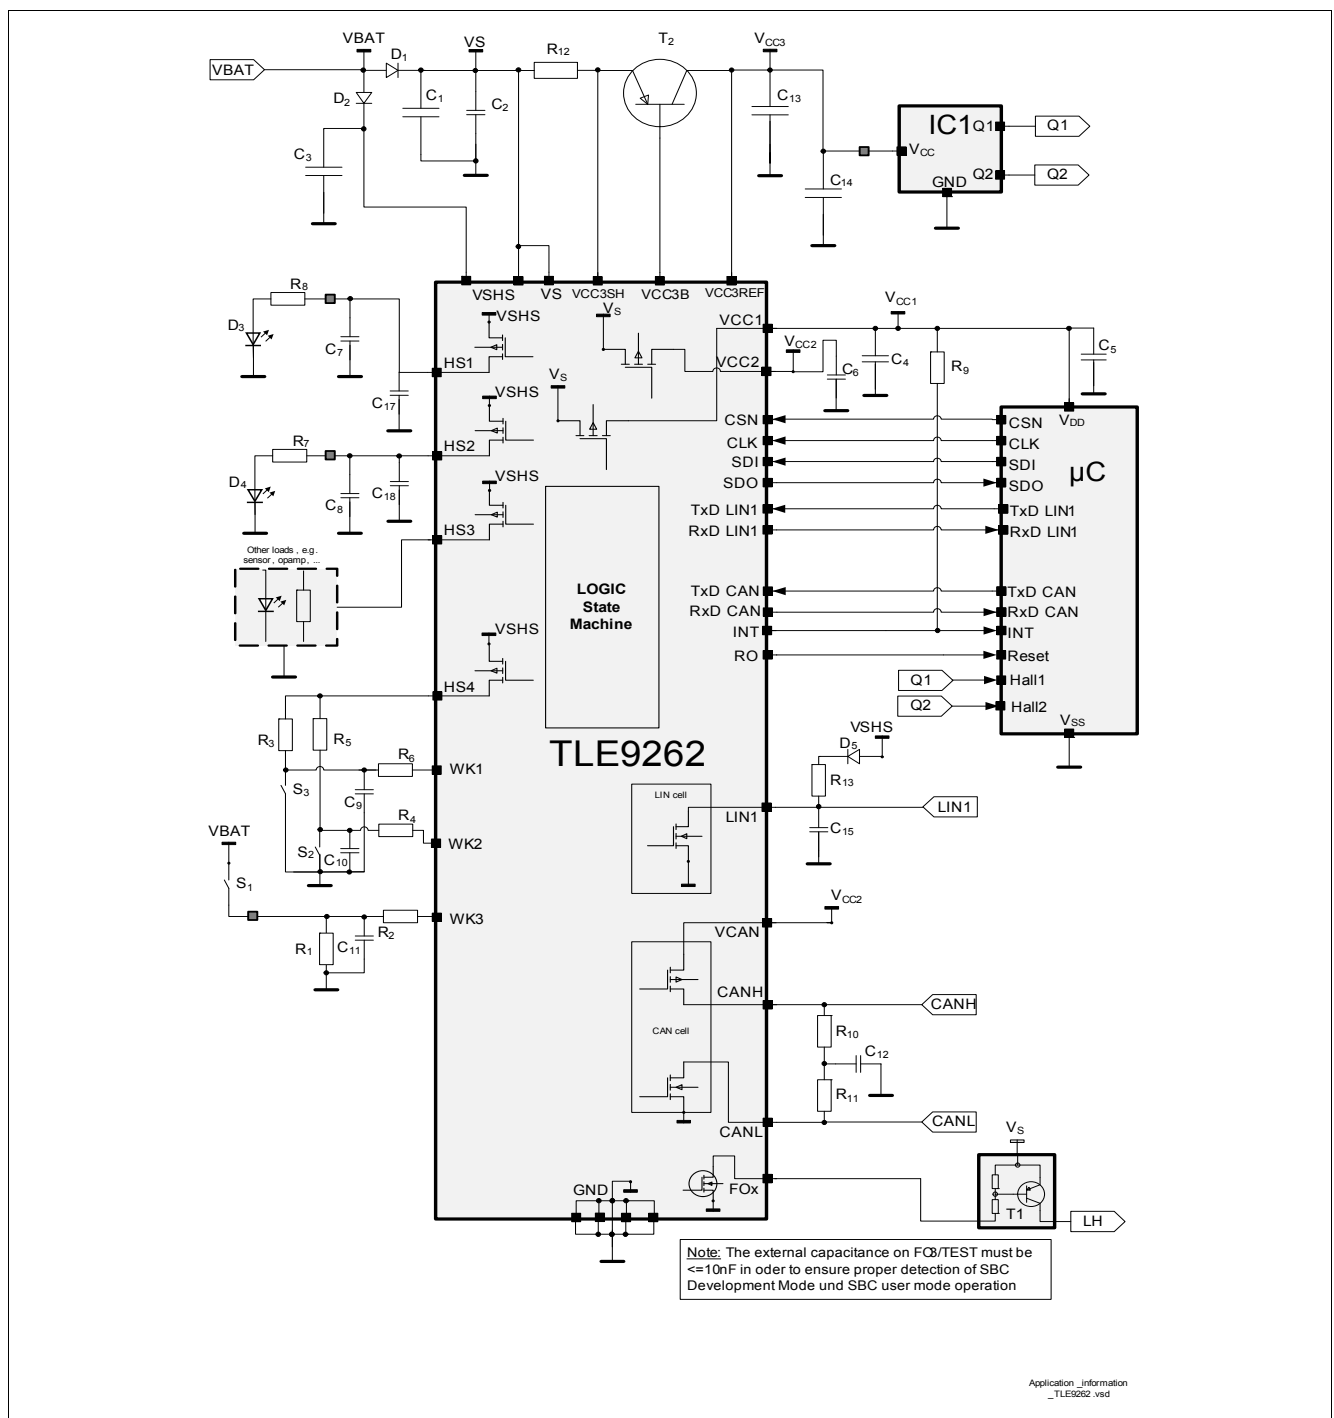 VBAT
VBAT
D1
VS
R12
T2
VCC3
D2
C1
C2
C13
C3
C14
IC1
Q1
Q1
VCC
Q2
Q2
GND
VSHS
VS
VCC3SH
VCC3B
VCC3REF
R8
D3
C7
HS1
C17
VSHS
VS
VCC1
VCC1
VCC2
VCC2
C6
C4
R9
C5
VS
R7
D4
C8
C18
HS2
VSHS
HS3
VSHS
CSN
CLK
SDI
SDO
TxD LIN1
RxD LIN1
CSN
VDD
CLK
SDI
µC
SDO
TxD LIN1
RxD LIN1
Other loads , e.g.
sensor , opamp , ...
LOGIC
State
Machine
TxD CAN
RxD CAN
INT
RO
TxD CAN
RxD CAN
INT
Reset
Q1
Hall1
Q2
Hall2
VSS
VSHS
HS4
R3
R5
R6
WK1
S3
C9
R4
S2
C10
WK2
VBAT
S1
R1
C11
R2
WK3
TLE9262
LIN cell
LIN1
VSHS
D5
R13
LIN1
C15
VCC2
VCAN
CANH
CANH
CAN cell
R10
C12
R11
CANL
CANL
VS
GND
FOx
T1
LH
Note: The external capacitance on FO3/TEST must be
<=10nF in oder to ensure proper detection of SBC
Development Mode und SBC user mode operation
Application _information
_TLE9262 .vsd